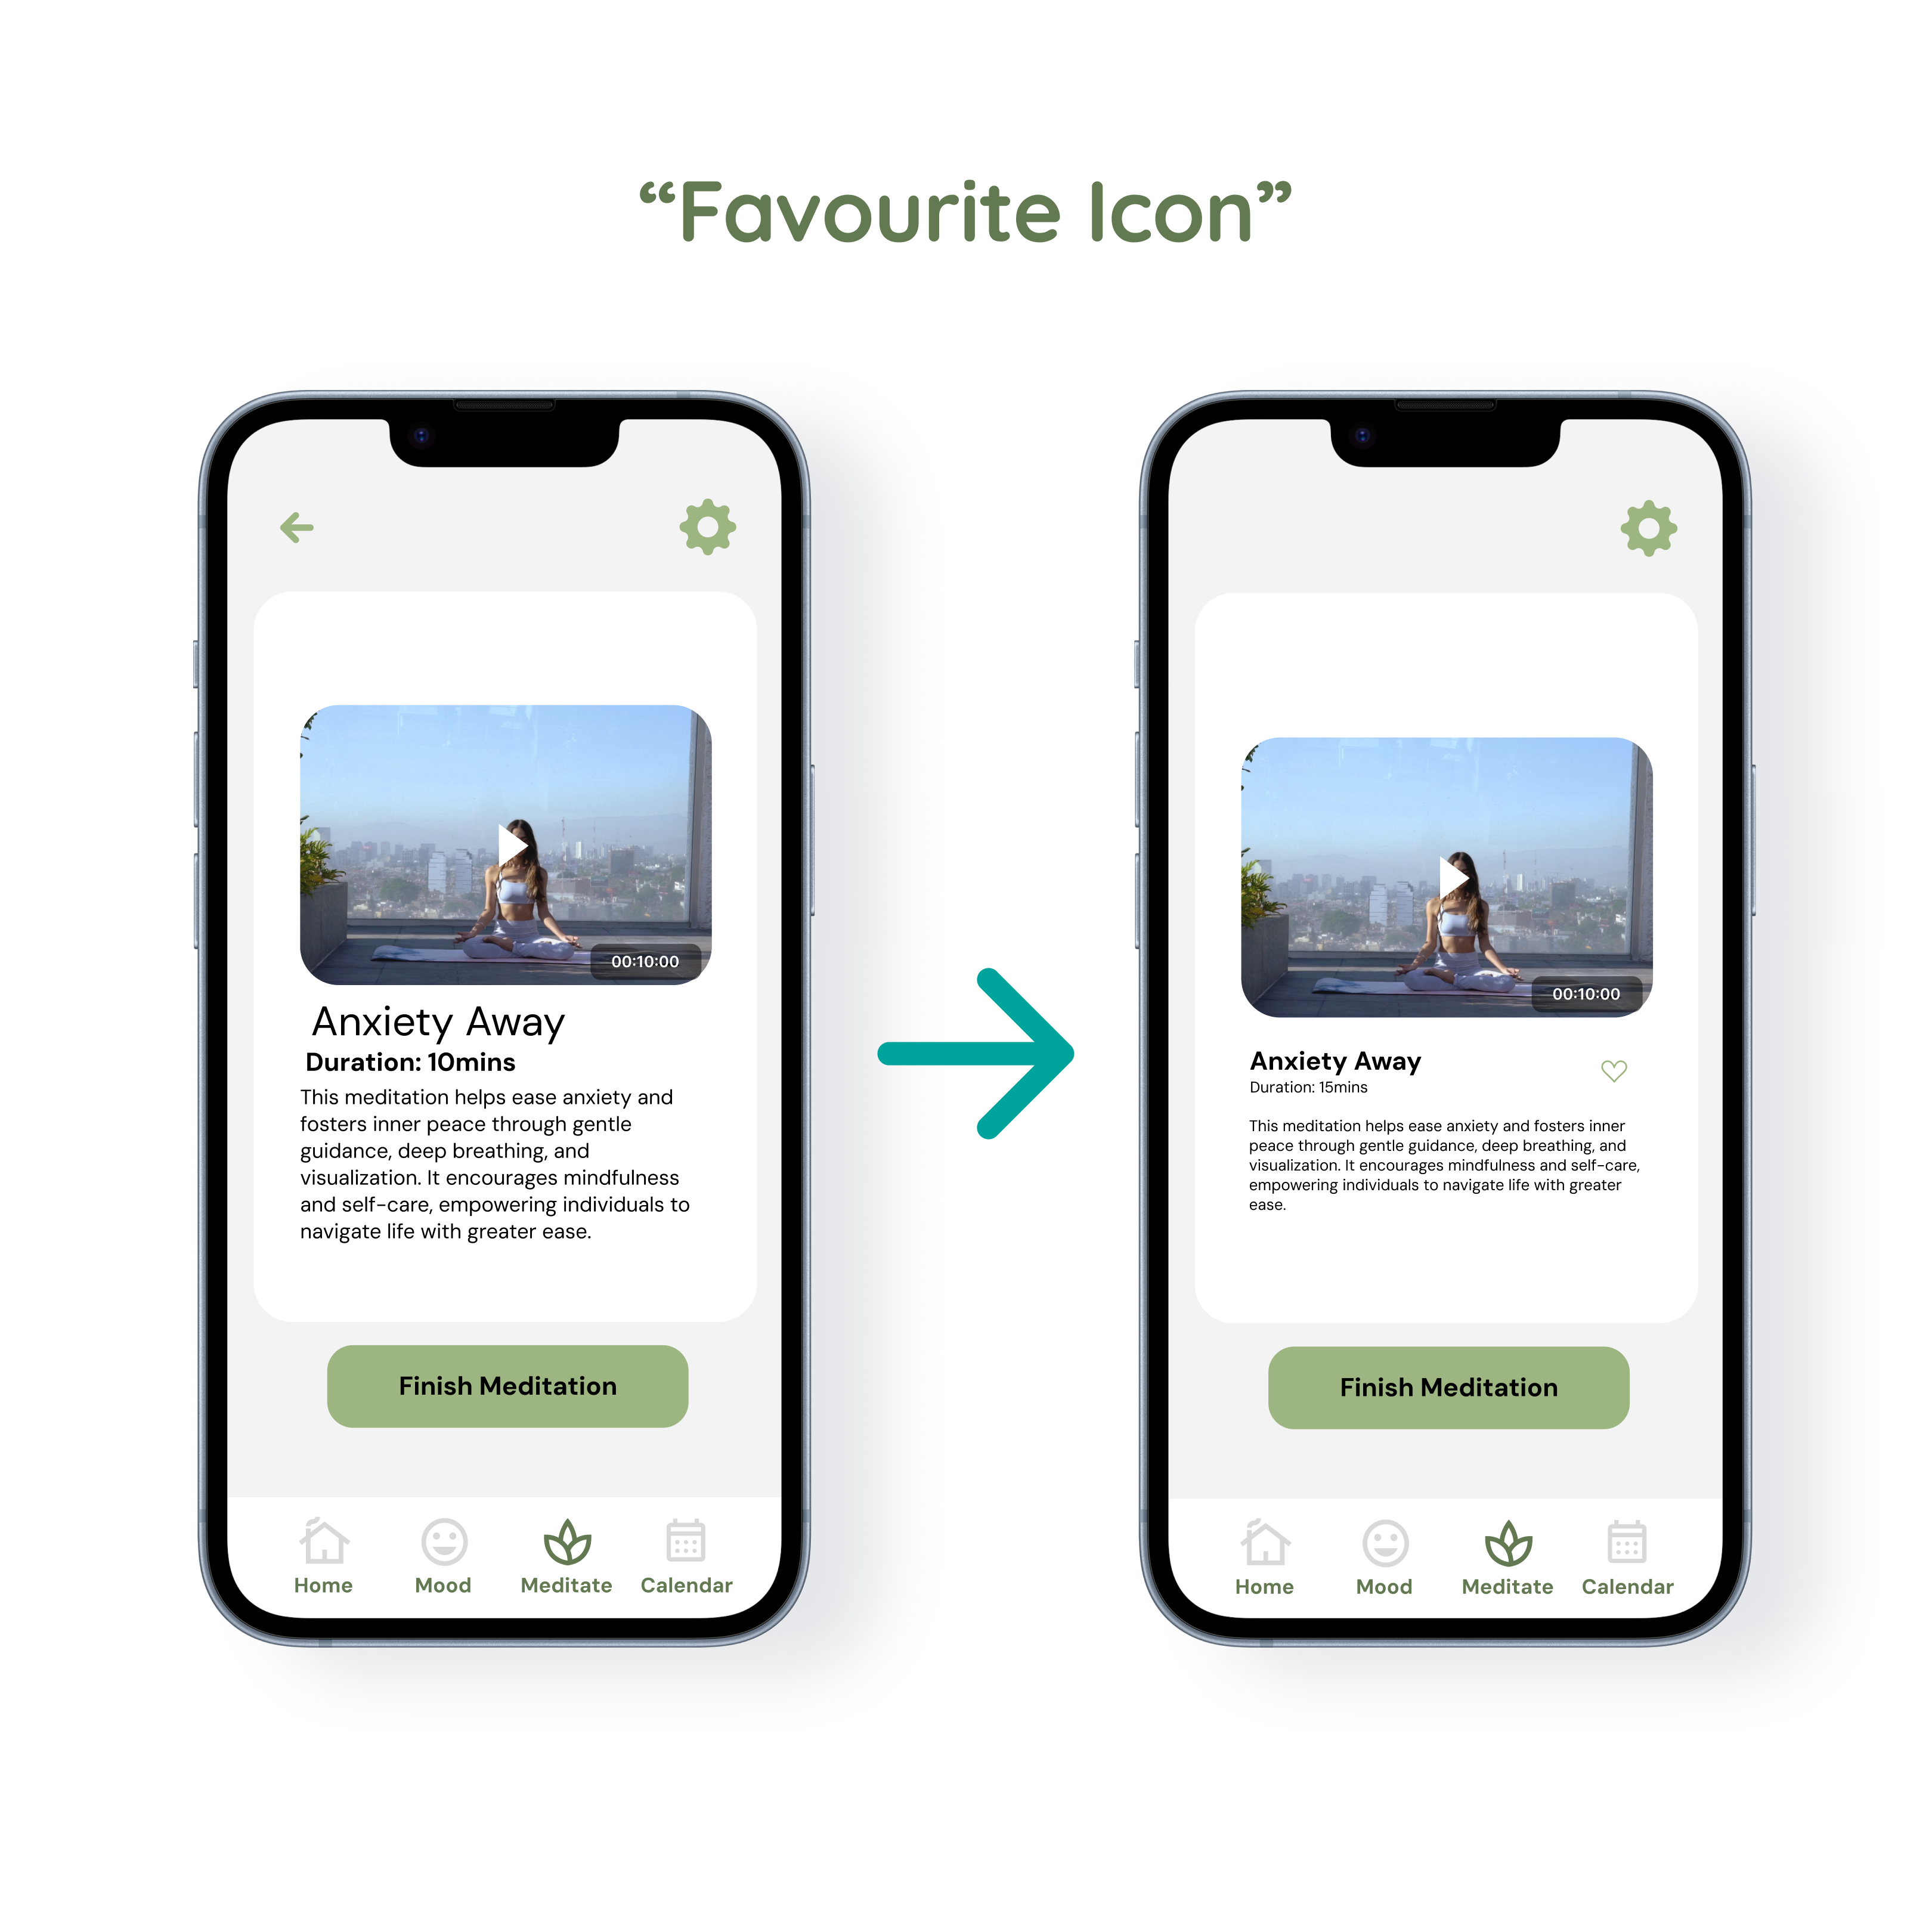 “Favourite Icon”
00:10:00
Anxiety Away
Duration: 10mins
This meditation helps ease anxiety and
fosters inner peace through gentle
guidance, deep breathing, and
visualization. It encourages mindfulness
and self-care, empowering individuals to
navigate life with greater ease.
Finish Meditation
Home
Mood
Meditate
Calendar
00:10:00
Anxiety Away
Duration: 15mins
This meditation helps ease anxiety and fosters inner
peace through gentle guidance, deep breathing, and
visualization. It encourages mindfulness and self-care,
empowering individuals to navigate life with greater
ease.
Finish Meditation
Home
Mood
Meditate
Calendar